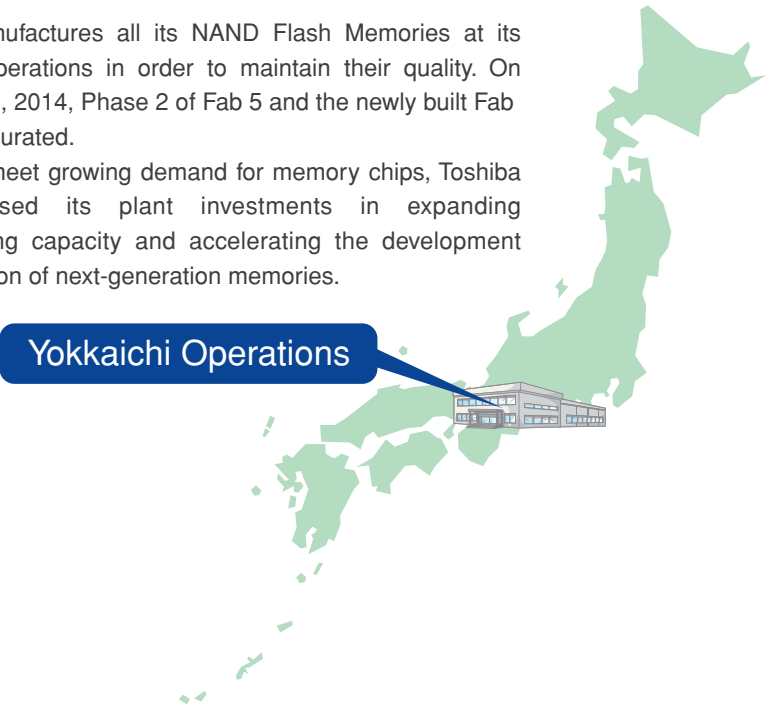 nufactures all its NAND Flash Memories at its
perations in order to maintain their quality. On
, 2014, Phase 2 of Fab 5 and the newly built Fab
urated.
neet growing demand for memory chips, Toshiba
sed its plant investments in expanding
ng capacity and accelerating the development
on of next-generation memories.
Yokkaichi Operations